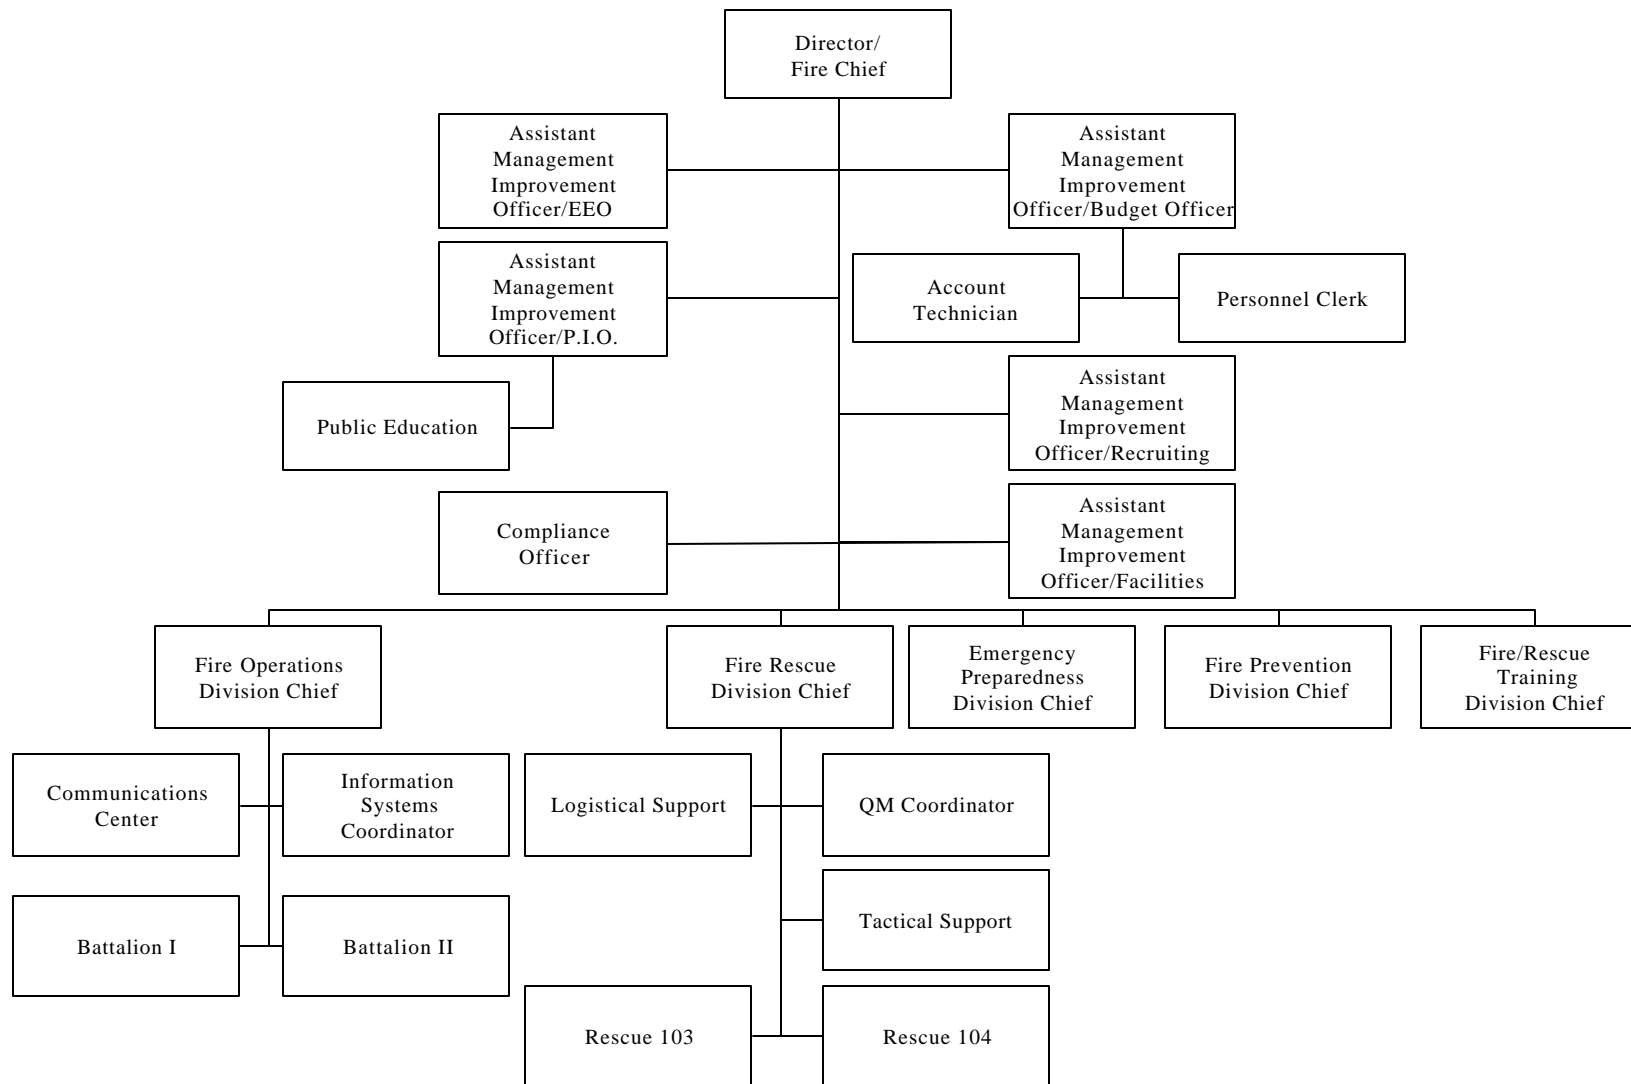 Director/
Fire Chief
Assistant
Management
Improvement
Officer/EEO
Assistant
Management
Improvement
Officer/Budget Officer
Assistant
Management
Improvement
Officer/P.I.O.
Account
Technician
Personnel Clerk
Public Education
Assistant
Management
Improvement
Officer/Recruiting
Compliance
Officer
Assistant
Management
Improvement
Officer/Facilities
Fire Operations
Division Chief
Fire Rescue
Division Chief
Emergency
Preparedness
Division Chief
Fire Prevention
Division Chief
Fire/Rescue
Training
Division Chief
Communications
Center
Information
Systems
Coordinator
Logistical Support
QM Coordinator
Battalion I
Battalion II
Tactical Support
Rescue 103
Rescue 104